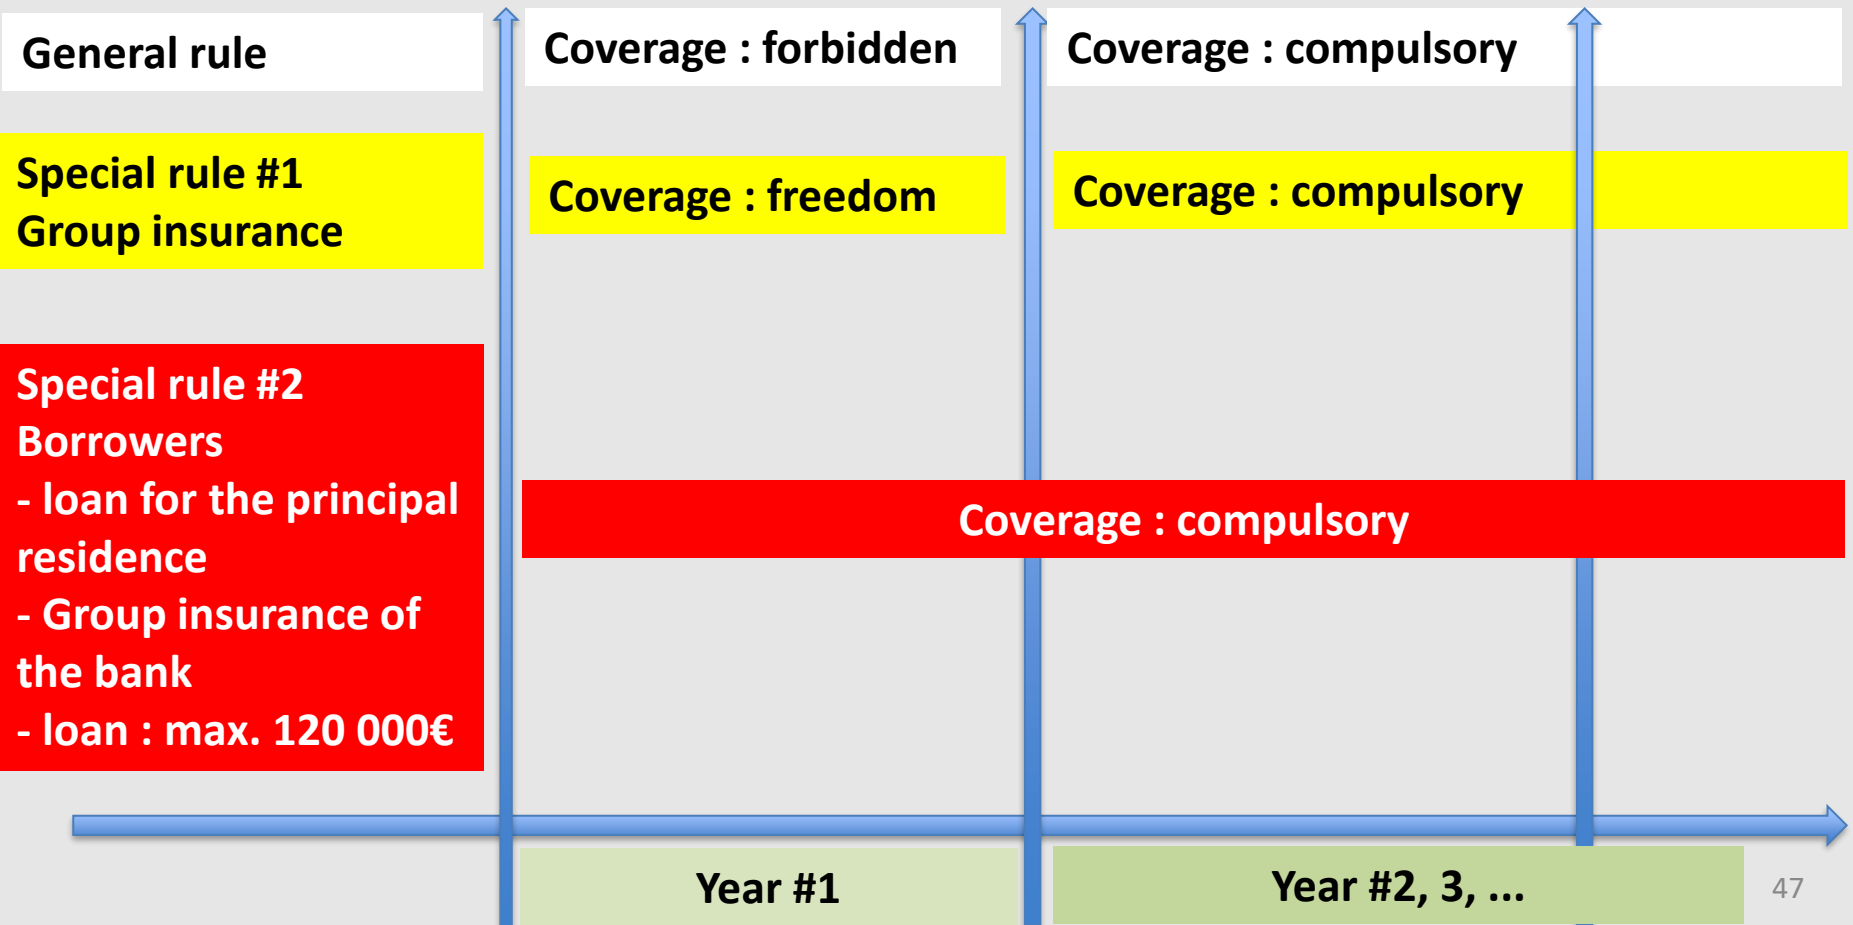 General rule
Coverage : forbidden
Coverage : compulsory
Special rule #1
Group insurance
Coverage : freedom
Coverage : compulsory
Special rule #2
Borrowers
- loan for the principal
residence
- Group insurance of
the bank
- loan : max. 120 000€
Coverage : compulsory
Year #1
Year #2, 3, ...
47